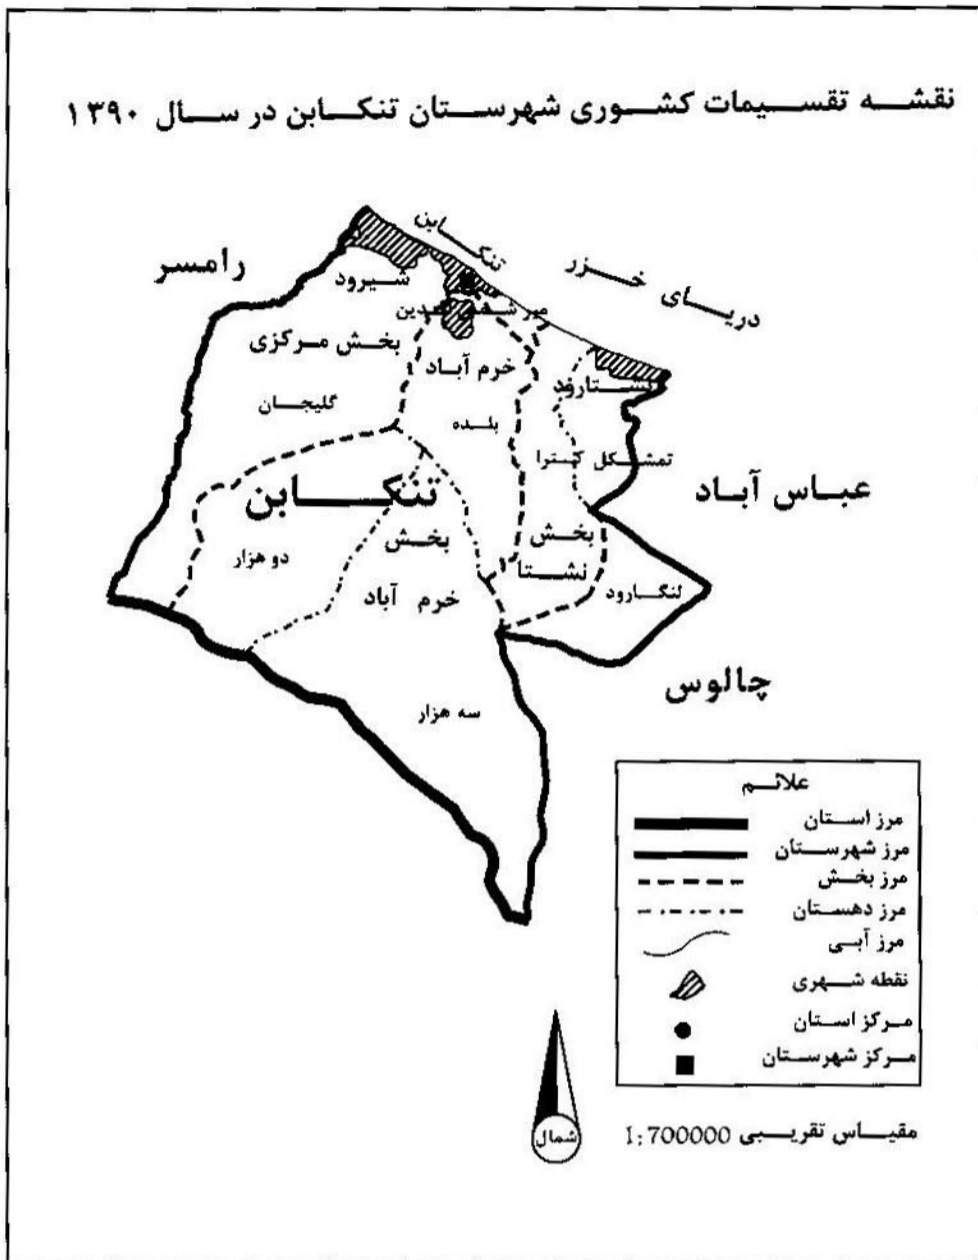 نقشه تقسیمات کشوری شهرستان تنکابن در سال ۱۳۹۰
رامسر
تنکابن
دریای خزر
شیرود
بخش مرکزی
گلیجان
خرم آباد
بلده
نشتارود
تمشکل
کترا
عباس آباد
تنکابن
دو هزار
بخش
خرم آباد
بخش
نشتا
لنگارود
چالوس
سه هزار
علائم
مرز استان
مرز شهرستان
مرز بخش
مرز دهستان
مرز آبی
نقطه شهری
مرکز استان
مرکز شهرستان
شمال
مقیاس تقریبی 1:700000